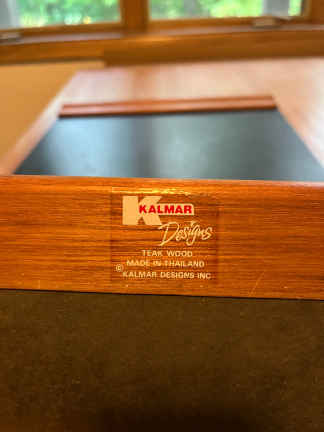 K KALMAR
Designs
TEAK WOOD
MADE IN THAILAND
© KALMAR DESIGNS INC